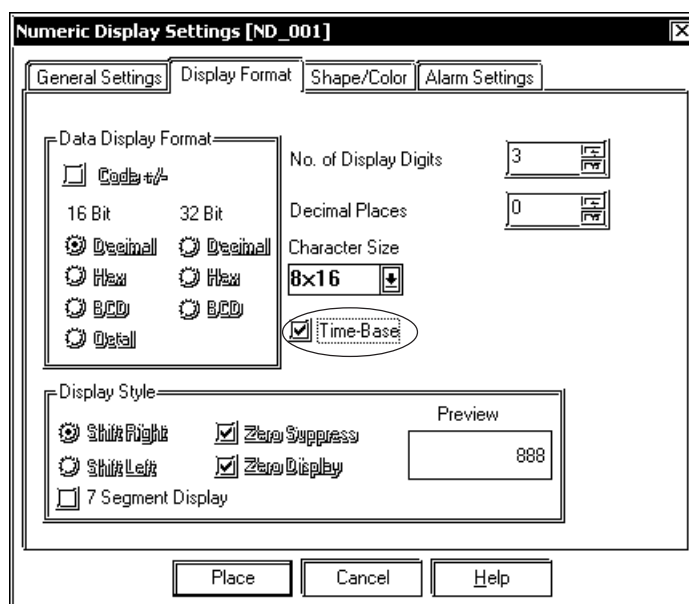 Numeric Display Settings [ND_001]
General Settings Display Format Shape/Color Alarm Settings
Data Display Format
Code +/-
16 Bit 32 Bit
Decimal Decimal
Hex Hex
BCD BCD
Octal
No. of Display Digits 3
Decimal Places 0
Character Size
8x16
Time-Base
Display Style
Shift Right Zero Suppress
Shift Left Zero Display
7 Segment Display
Preview
888
Place Cancel Help